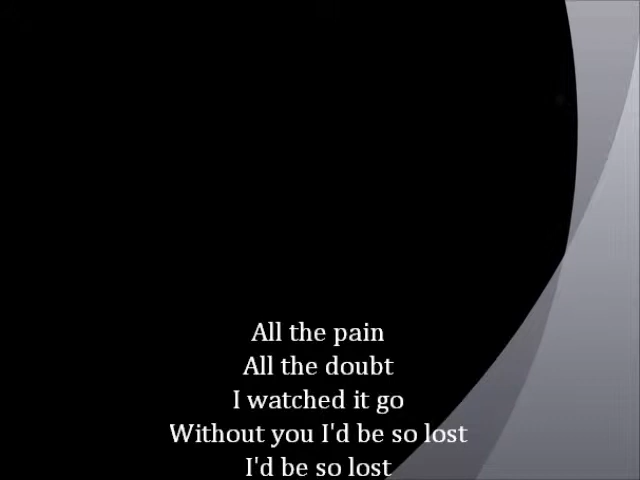 All the pain
All the doubt
I watched it go
Without you I'd be so lost
I'd be so lost